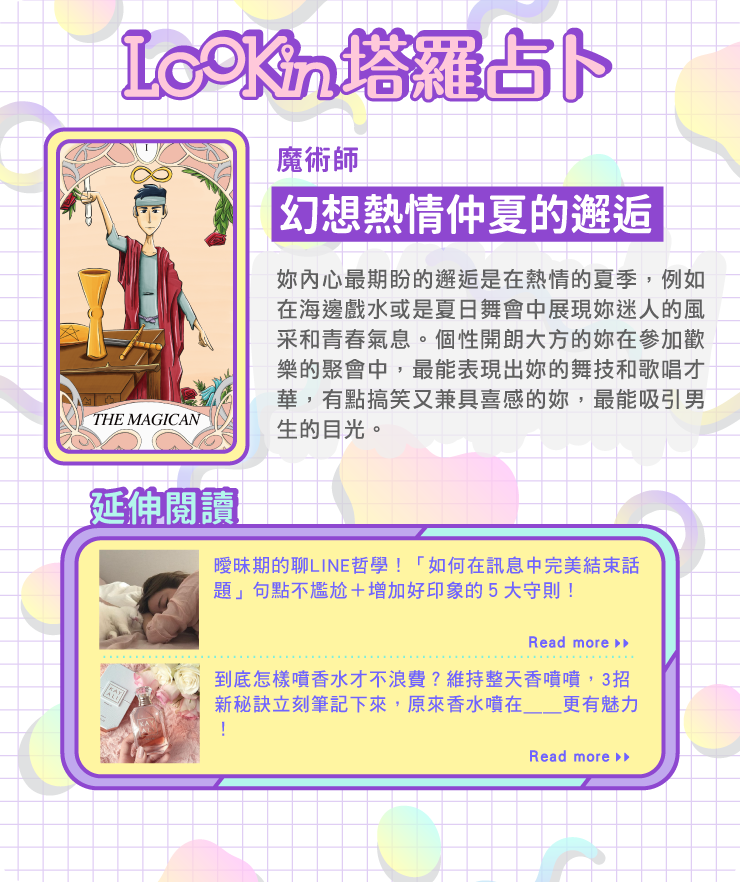 LOOKin 塔羅占卜
I
魔術師
幻想熱情仲夏的邂逅
妳內心最期盼的邂逅是在熱情的夏季，例如
在海邊戲水或是夏日舞會中展現妳迷人的風
采和青春氣息。個性開朗大方的妳在參加歡
樂的聚會中，最能表現出妳的舞技和歌唱才
華，有點搞笑又兼具喜感的妳，最能吸引男
生的目光。
THE MAGICAN
延伸閱讀
曖昧期的聊LINE哲學！「如何在訊息中完美結束話
題」句點不尷尬＋增加好印象的５大守則！
Read more
到底怎樣噴香水才不浪費？維持整天香噴噴，3招
新秘訣立刻筆記下來，原來香水噴在___更有魅力
！
Read more